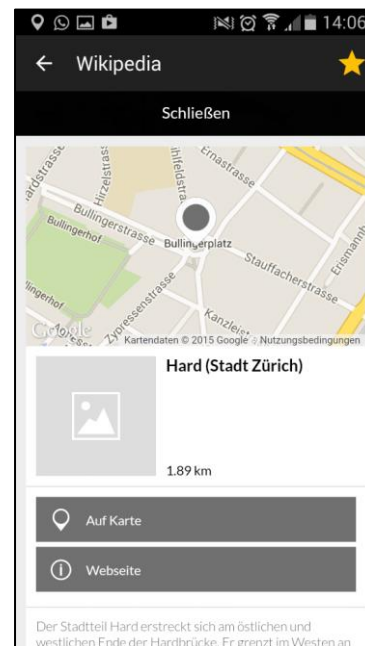 14:06
Wikipedia
Schließen
Ernastrasse
Hirzelstrasse
Bullingerstrasse
Bullingerhof
Bullingerplatz
Stauffacherstrasse
Zypressenstrasse
Google
Kartendaten © 2015 Google Nutzungsbedingungen
Hard (Stadt Zürich)
1.89 km
Auf Karte
Webseite
Der Stadtteil Hard erstreckt sich am östlichen und
westlichen Ende der Hardbrücke. Er grenzt im Westen an